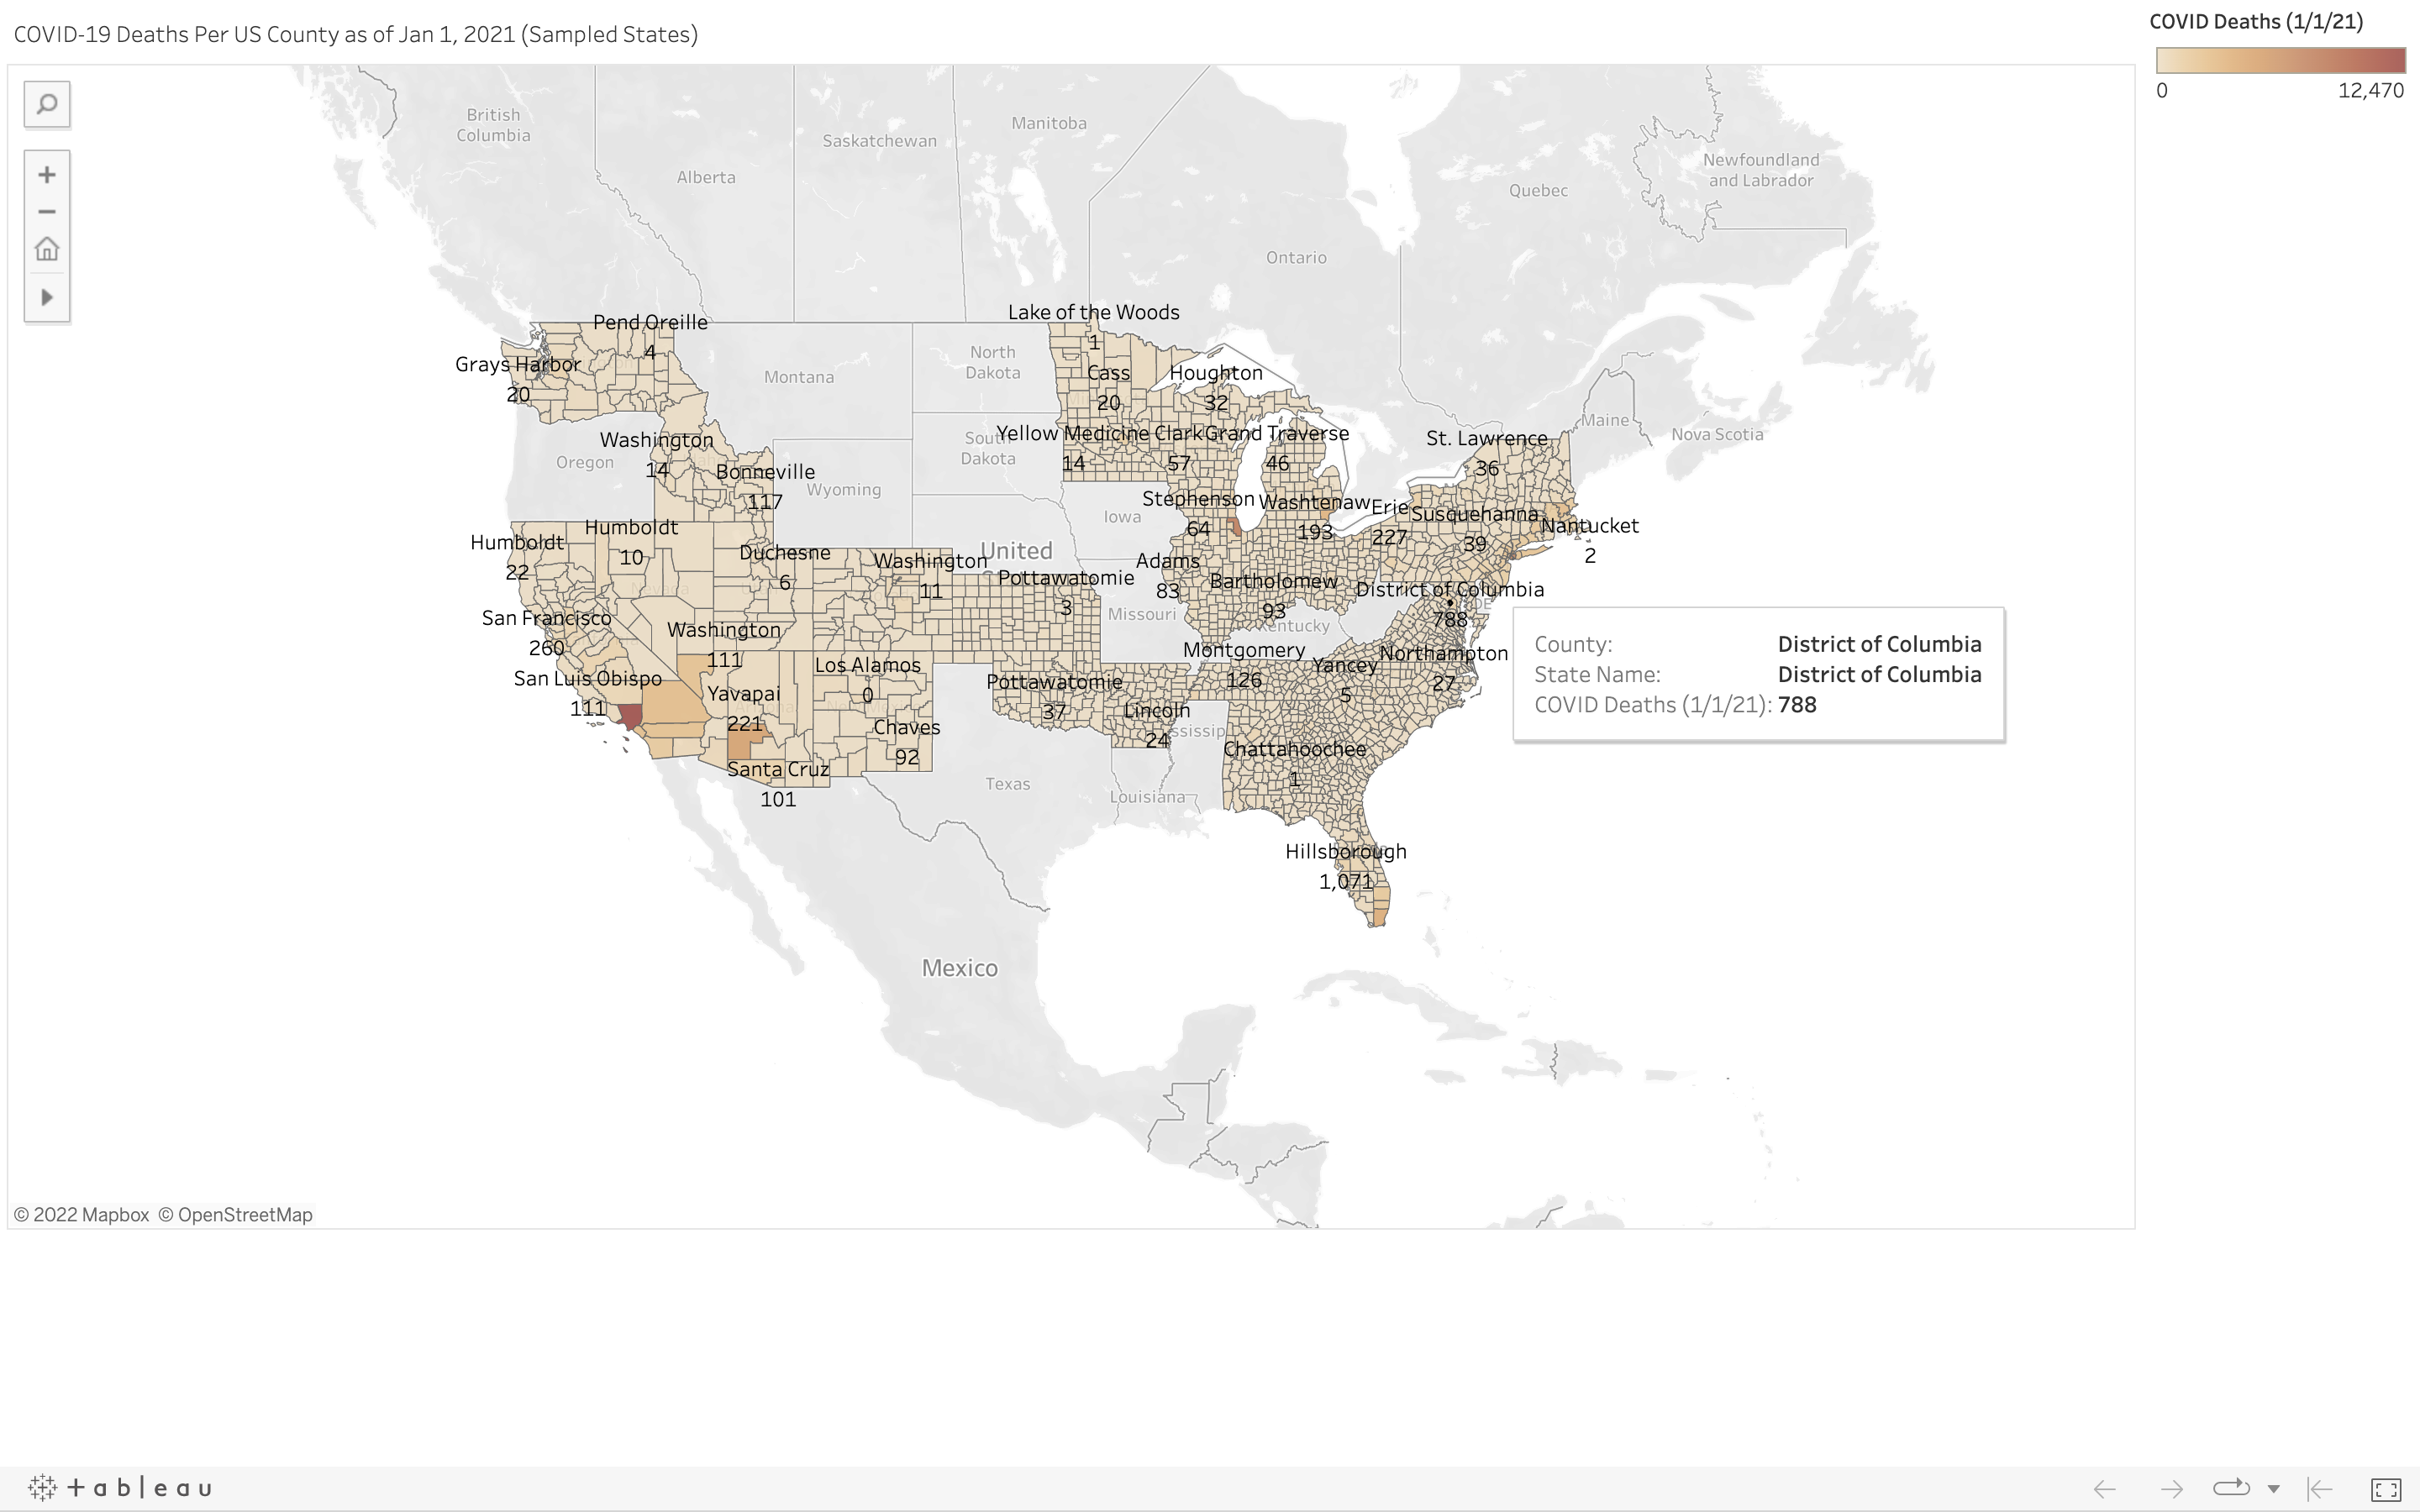 COVID-19 Deaths Per US County as of Jan 1, 2021 (Sampled States)
COVID Deaths (1/1/21)
0
12,470
British
Columbia
Alberta
Saskatchewan
Manitoba
Ontario
Quebec
Newfoundland
and Labrador
Pend Oreille
4
Lake of the Woods
1
Grays Harbor
20
Montana
North
Dakota
Cass
20
Houghton
32
Maine
Nova Scotia
Washington
14
Oregon
Bonneville
117
Wyoming
South
Dakota
Yellow Medicine
14
Clark
57
Grand Traverse
46
St. Lawrence
36
Stephenson
64
Washtenaw
193
Erie
227
Susquehanna
39
Nantucket
2
Iowa
Humboldt
22
Humboldt
10
Duchesne
6
United
Washington
11
Pottawatomie
3
Adams
83
Bartholomew
93
District of Columbia
788
DE
Missouri
Kentucky
San Francisco
260
Washington
111
Los Alamos
0
Montgomery
126
Yancey
5
Northampton
27
San Luis Obispo
111
Yavapai
221
Chaves
92
Pottawatomie
37
Lincoln
24
ssissip
Chattahoochee
1
Santa Cruz
101
Texas
Louisiana
Hillsborough
1,071
Mexico
County: District of Columbia
State Name: District of Columbia
COVID Deaths (1/1/21): 788
© 2022 Mapbox © OpenStreetMap
+ableau